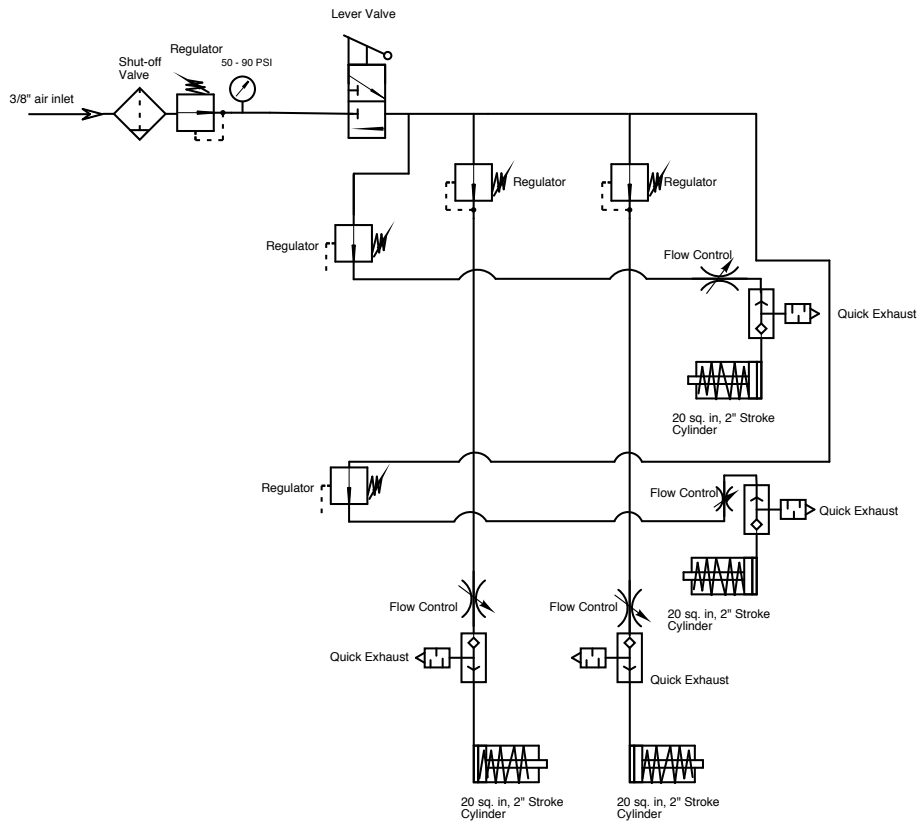 Lever Valve
Regulator
Shut-off
Valve
50 - 90 PSI
3/8" air inlet
Regulator
Regulator
Regulator
Flow Control
Quick Exhaust
20 sq. in, 2" Stroke
Cylinder
Regulator
Flow Control
Quick Exhaust
20 sq. in, 2" Stroke
Cylinder
Flow Control
Flow Control
Quick Exhaust
Quick Exhaust
20 sq. in, 2" Stroke
Cylinder
20 sq. in, 2" Stroke
Cylinder